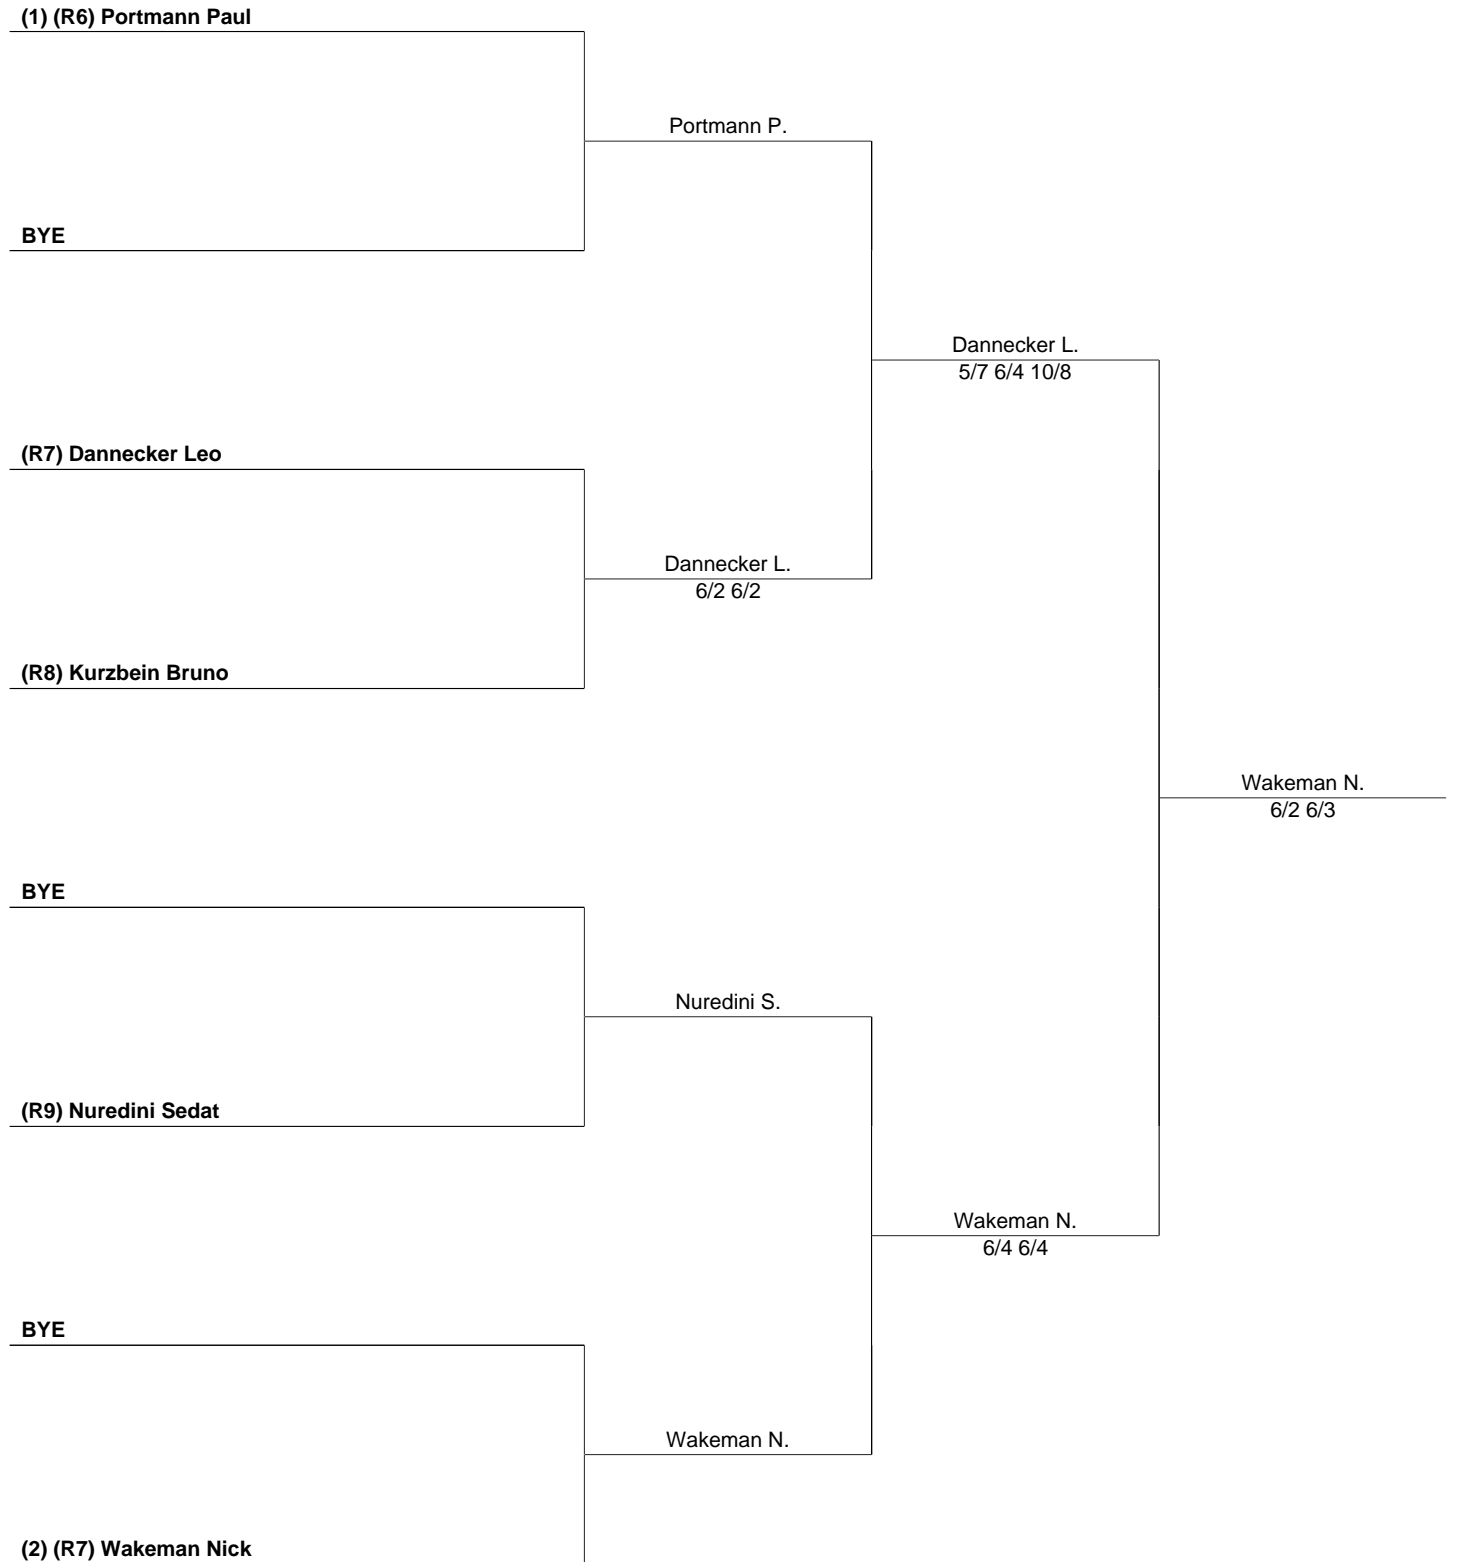 (1) (R6) Portmann Paul
Portmann P.
BYE
Dannecker L.
5/7 6/4 10/8
(R7) Dannecker Leo
Dannecker L.
6/2 6/2
(R8) Kurzbein Bruno
Wakeman N.
6/2 6/3
BYE
Nuredini S.
(R9) Nuredini Sedat
Wakeman N.
6/4 6/4
BYE
Wakeman N.
(2) (R7) Wakeman Nick